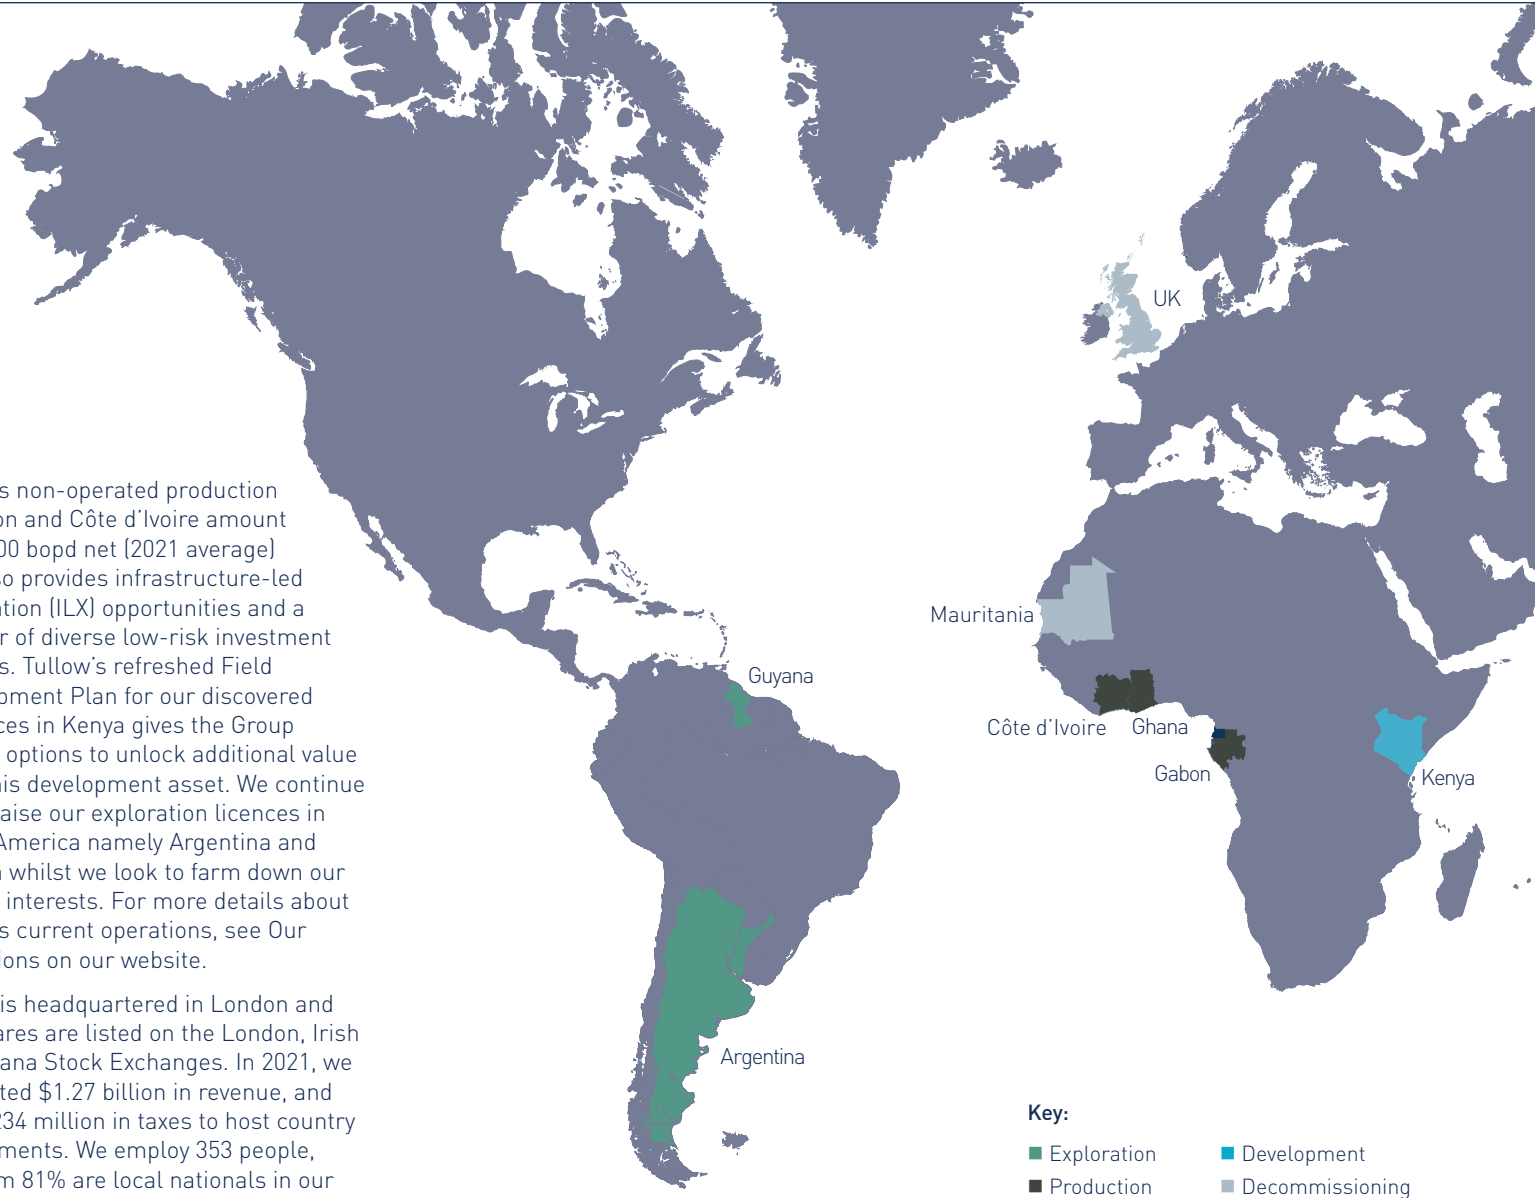 s non-operated production
on and Côte d'Ivoire amount
00 bopd net (2021 average)
so provides infrastructure-led
ation (ILX) opportunities and a
r of diverse low-risk investment
s. Tullow's refreshed Field
opment Plan for our discovered
ces in Kenya gives the Group
options to unlock additional value
his development asset. We continue
raise our exploration licences in
America namely Argentina and
whilst we look to farm down our
interests. For more details about
s current operations, see Our
ions on our website.
is headquartered in London and
ares are listed on the London, Irish
ana Stock Exchanges. In 2021, we
ted $1.27 billion in revenue, and
234 million in taxes to host country
ments. We employ 353 people,
m 81% are local nationals in our
UK
Mauritania
Guyana
Côte d'Ivoire
Ghana
Gabon
Kenya
Argentina
Key:
Exploration
Development
Production
Decommissioning